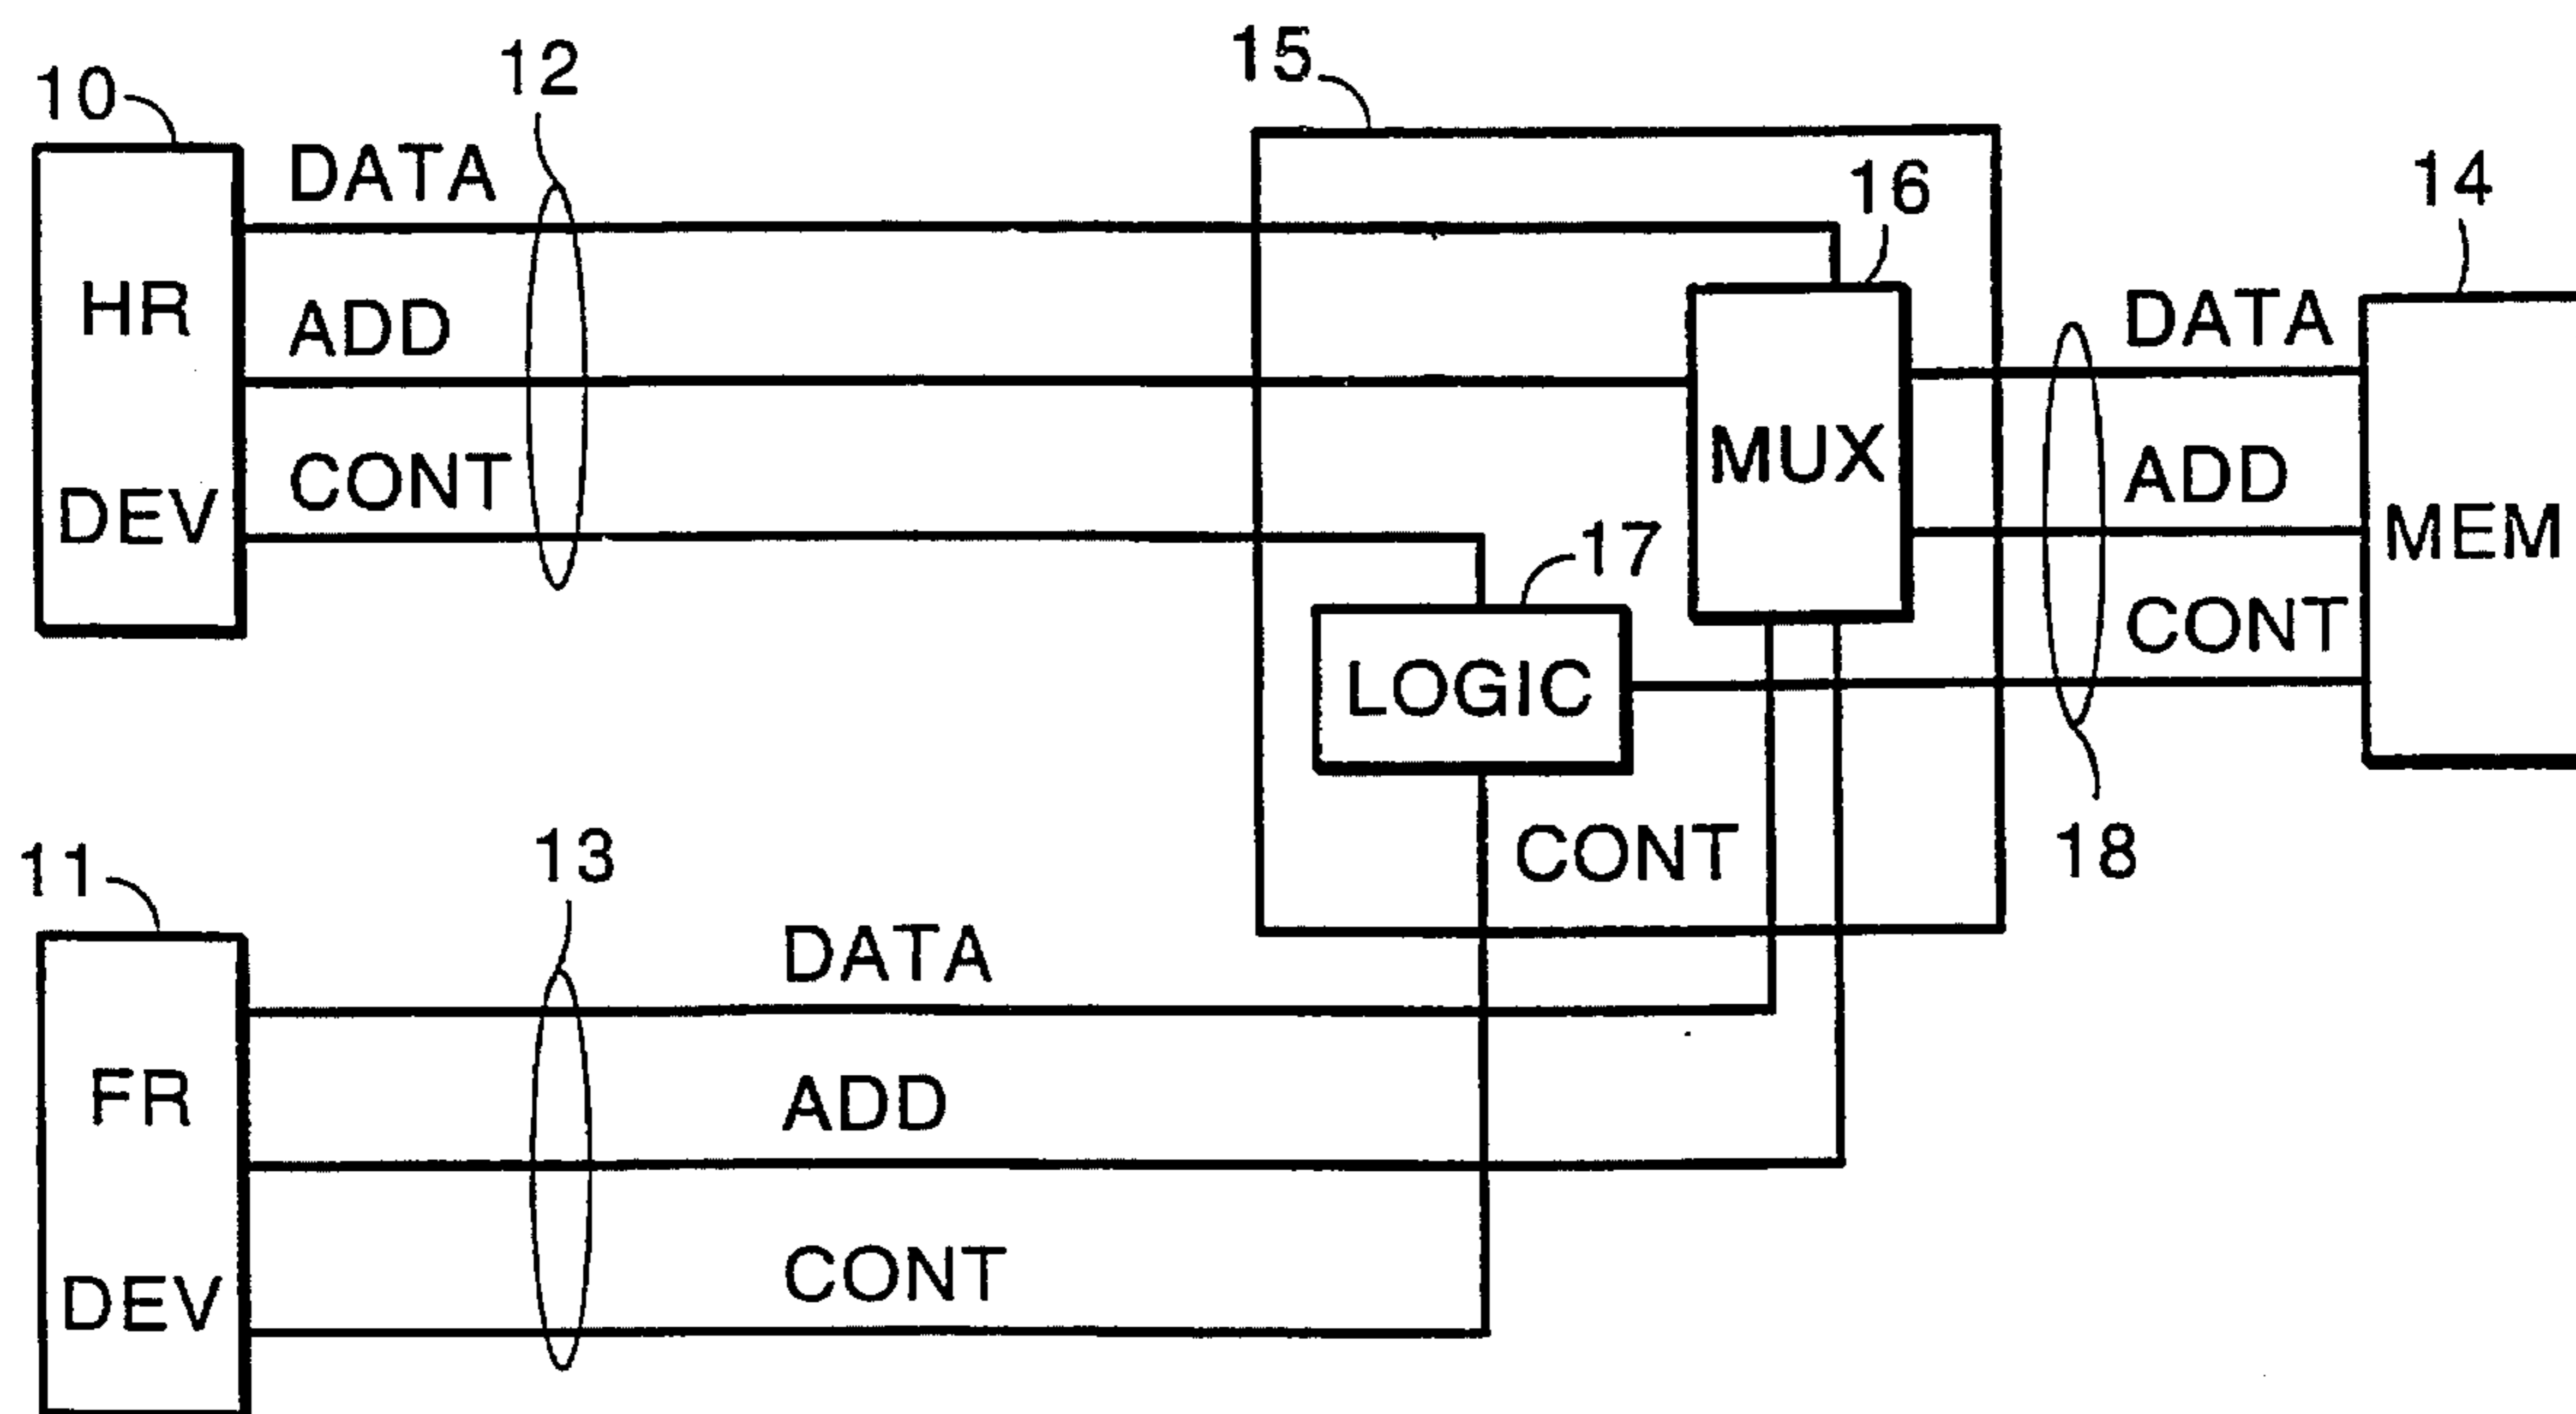 10
12
15
DATA
16
14
HR
ADD
DATA
MUX
CONT
ADD
DEV
MEM
17
CONT
LOGIC
CONT
18
11
13
DATA
FR
ADD
CONT
DEV